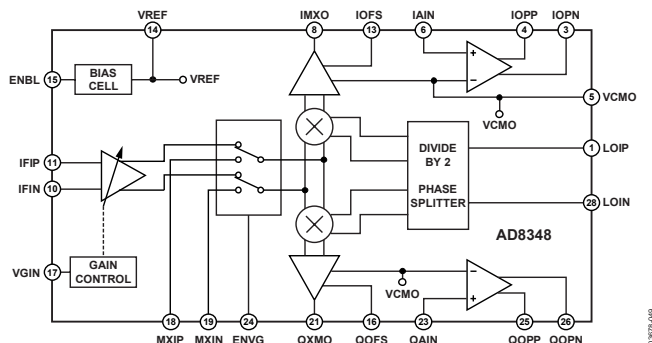 VREF
IMXO
IOFS
IAIN
IOPP
IOPN
14
8
13
6
4
3
ENBL
15
BIAS
CELL
VREF
+
–
5
VCMO
VCMO
DIVIDE
BY 2
PHASE
SPLITTER
1
LOIP
IFIP
11
IFIN
10
28
LOIN
AD8348
VGIN
17
GAIN
CONTROL
VCMO
–
+
18
19
24
21
16
23
25
26
MXIP
MXIN
ENVG
QXMO
QOFS
QAIN
QOPP
QOPN
12678-049